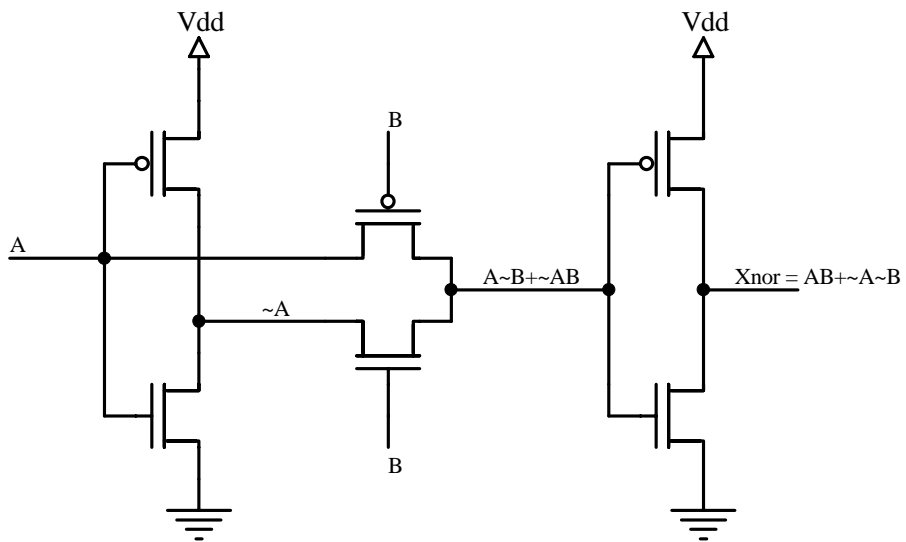 Vdd
Vdd
B
A
A~B+~AB
Xnor = AB+~A~B
~A
B